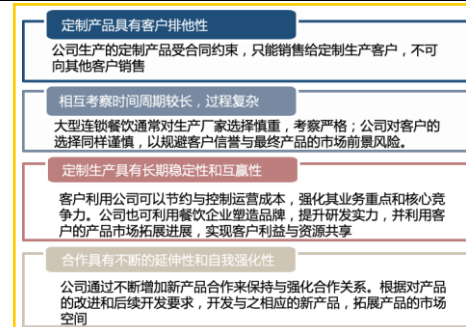 定制产品具有客户排他性
公司生产的定制产品受合同约束，只能销售给定制生产客户，不可
向其他客户销售
相互考察时间周期较长，过程复杂
大型连锁餐饮通常对生产厂家选择慎重，考察严格；公司对客户的
选择同样谨慎，以规避客户信誉与最终产品的市场前景风险。
定制生产具有长期稳定性和互赢性
客户利用公司可以节约与控制运营成本，强化其业务重点和核心竞
争力。公司也可利用餐饮企业塑造品牌，提升研发实力，并利用客
户的产品市场拓展进展，实现客户利益与资源共享
合作具有不断的延伸性和自我强化性
公司通过不断增加新产品合作来保持与强化合作关系。根据对产品
的改进和后续开发要求，开发与之相应的新产品，拓展产品的市场
空间